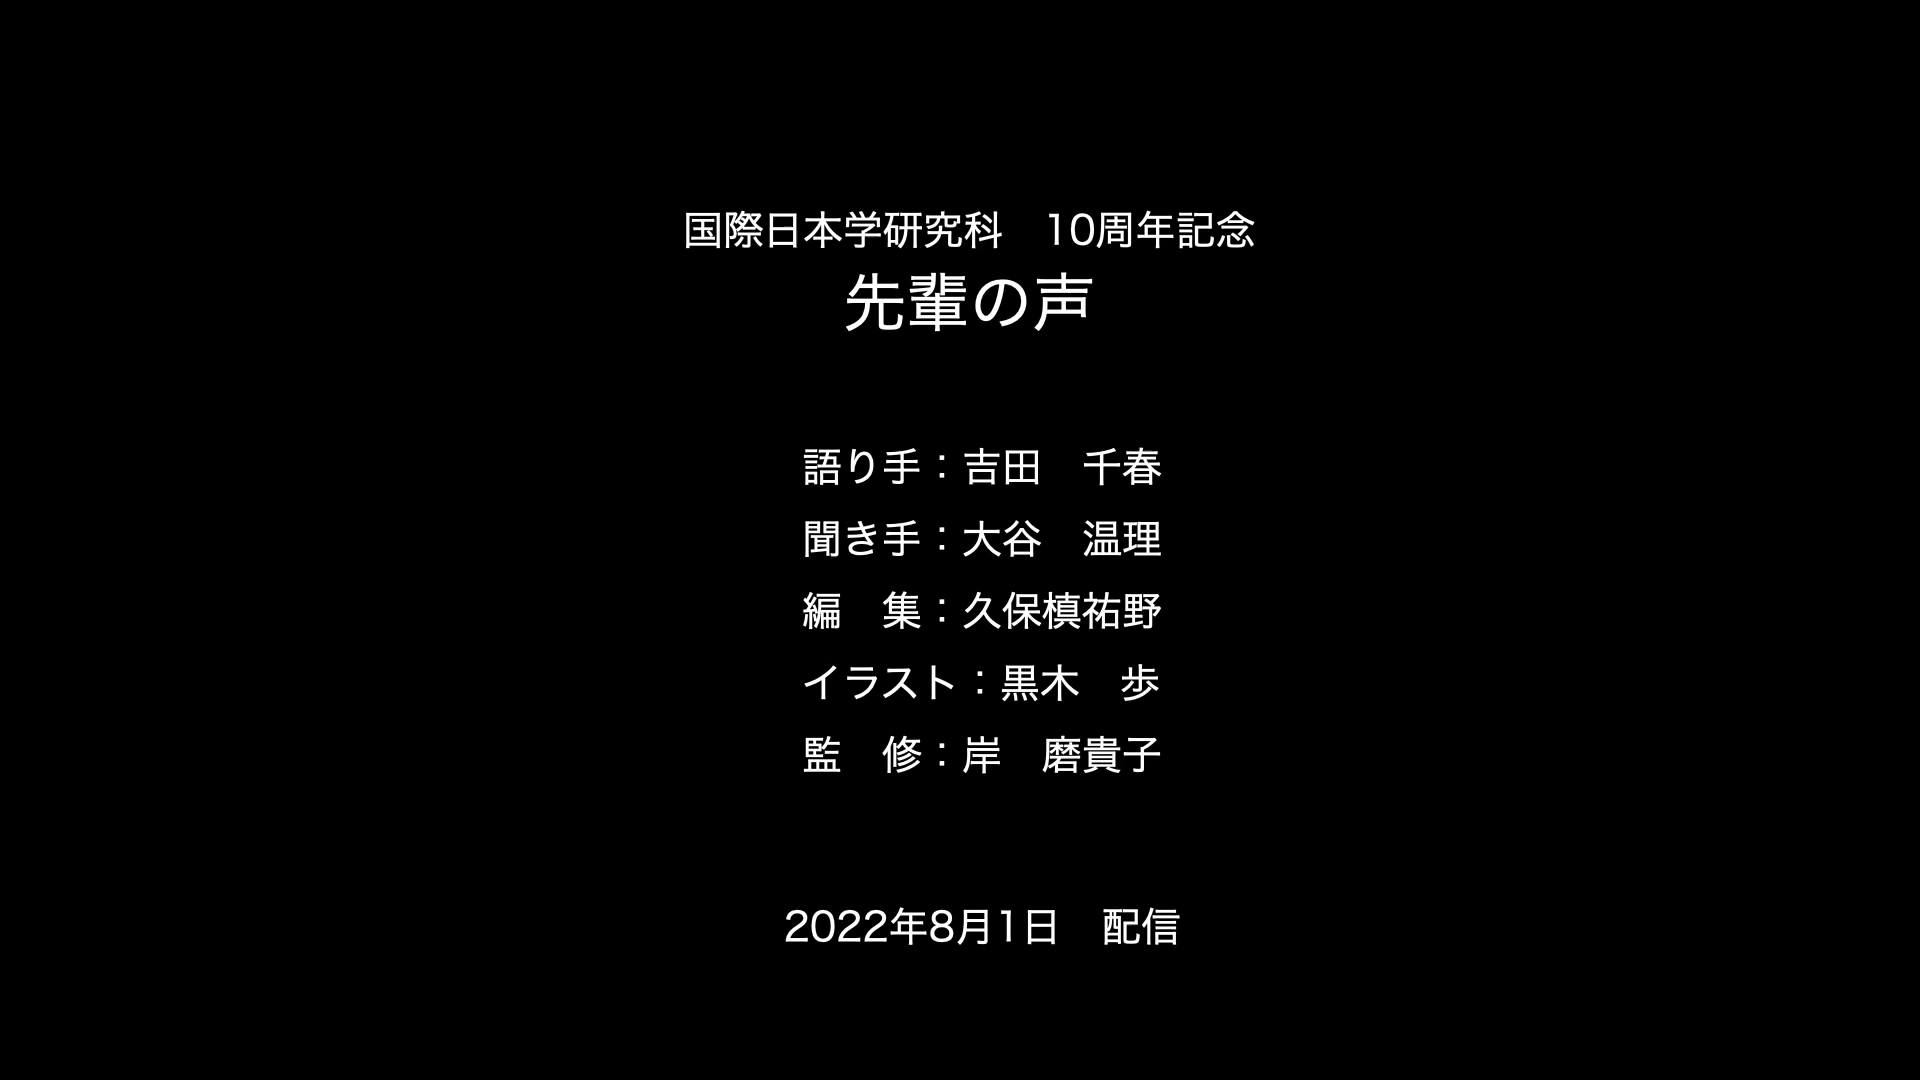 国際日本学研究科　10周年記念
先輩の声
語り手：吉田　千春
聞き手：大谷　温理
編　集：久保槙祐野
イラスト：黒木　歩
監　修：岸　磨貴子
2022年8月1日　配信